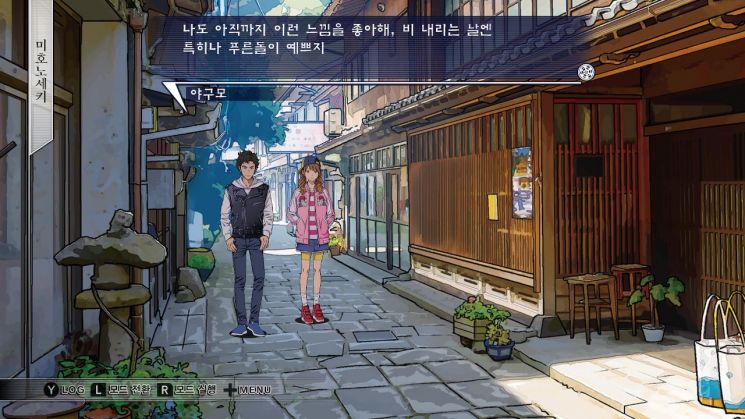 나도 아직까지 이런 느낌을 좋아해, 비 내리는 날엔
특히나 푸른돌이 예쁘지
야구모
미호노세키
Y LOG L 모드 전환 R 모드 실행 MENU